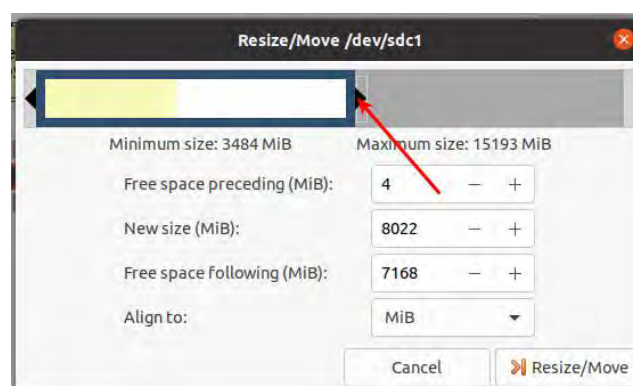 Resize/Move /dev/sdc1
Minimum size: 3484 MiB Maximum size: 15193 MiB
Free space preceding (MiB): 4
New size (MiB): 8022
Free space following (MiB): 7168
Align to: MiB
Cancel Resize/Move